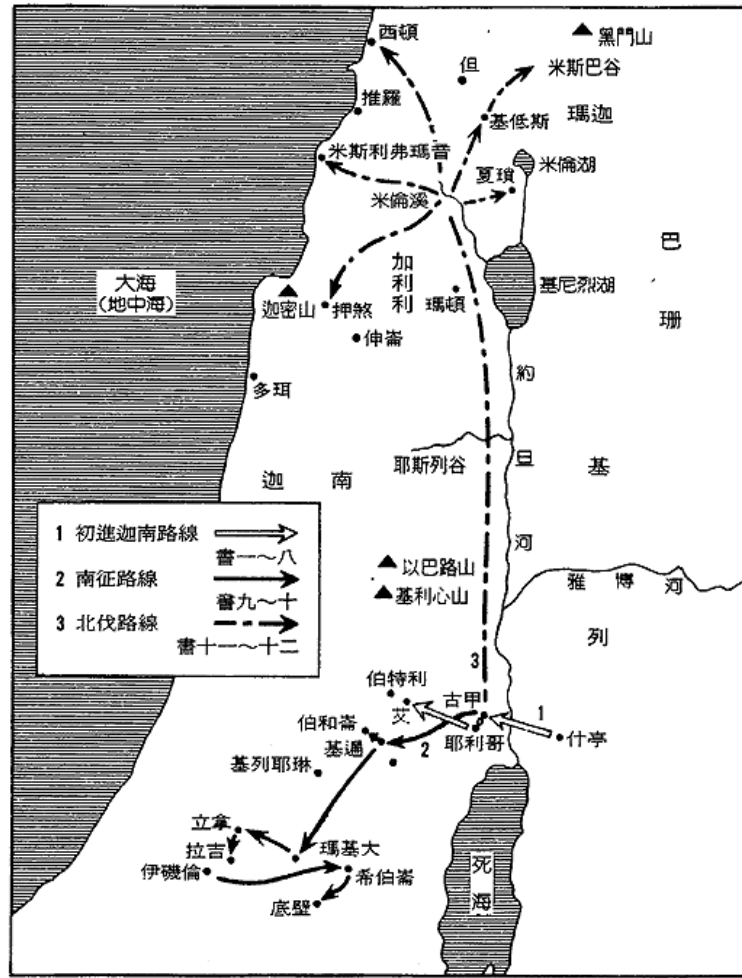 西頓
黑門山
但
米斯巴谷
推羅
基低斯
瑪迦
米斯利弗瑪音
米倫湖
夏瑣
米倫溪
巴珊
大海
(地中海)
加利利
基尼烈湖
迦密山
押煞
瑪頓
伸崙
約旦河
多珥
耶斯列谷
迦南
基列
1 初進迦南路線
書一~八
2 南征路線
書九~十
3 北伐路線
書十一~十二
以巴路山
基利心山
雅博河
3
伯特利
古甲
艾
1
伯和崙
耶利哥
什亭
基遍
2
基列耶琳
立拿
拉吉
瑪基大
伊磯倫
希伯崙
死海
底壁